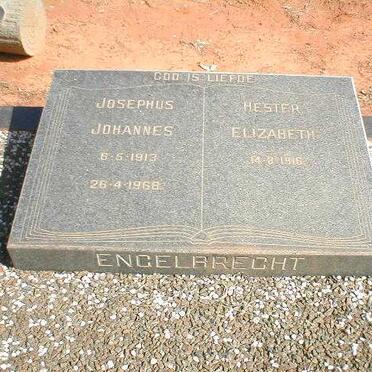 GOD IS LIEFDE
JOSEPHUS
JOHANNES
6-5-1913
26-4-1968
HESTER
ELIZABETH
14-8-1916
ENGELBRECHT